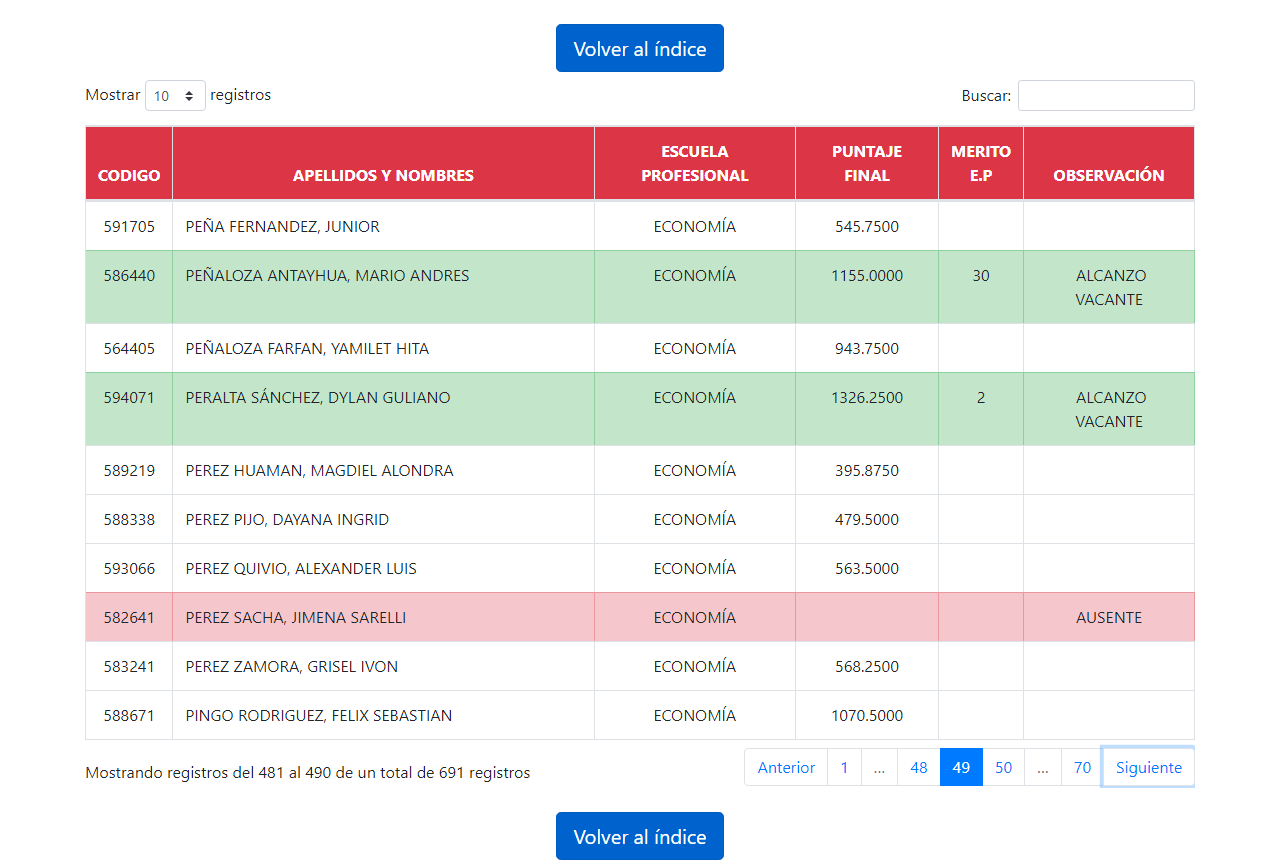 Volver al índice
Mostrar 10 registros Buscar:
CODIGO APELLIDOS Y NOMBRES ESCUELA PROFESIONAL PUNTAJE FINAL MERITO E.P OBSERVACIÓN
591705 PEÑA FERNANDEZ, JUNIOR ECONOMÍA 545.7500
586440 PEÑALOZA ANTAYHUA, MARIO ANDRES ECONOMÍA 1155.0000 30 ALCANZO VACANTE
564405 PEÑALOZA FARFAN, YAMILET HITA ECONOMÍA 943.7500
594071 PERALTA SÁNCHEZ, DYLAN GULIANO ECONOMÍA 1326.2500 2 ALCANZO VACANTE
589219 PEREZ HUAMAN, MAGDIEL ALONDRA ECONOMÍA 395.8750
588338 PEREZ PIJO, DAYANA INGRID ECONOMÍA 479.5000
593066 PEREZ QUIVIO, ALEXANDER LUIS ECONOMÍA 563.5000
582641 PEREZ SACHA, JIMENA SARELLI ECONOMÍA AUSENTE
583241 PEREZ ZAMORA, GRISEL IVON ECONOMÍA 568.2500
588671 PINGO RODRIGUEZ, FELIX SEBASTIAN ECONOMÍA 1070.5000
Mostrando registros del 481 al 490 de un total de 691 registros Anterior 1 ... 48 49 50 ... 70 Siguiente
Volver al índice